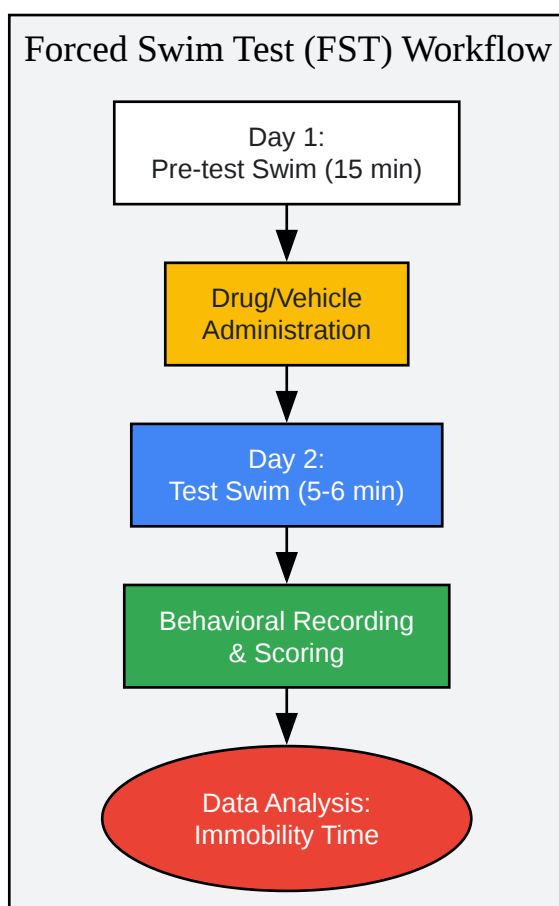 Forced Swim Test (FST) Workflow
Day 1:
Pre-test Swim (15 min)
Drug/Vehicle
Administration
Day 2:
Test Swim (5-6 min)
Behavioral Recording
& Scoring
Data Analysis:
Immobility Time